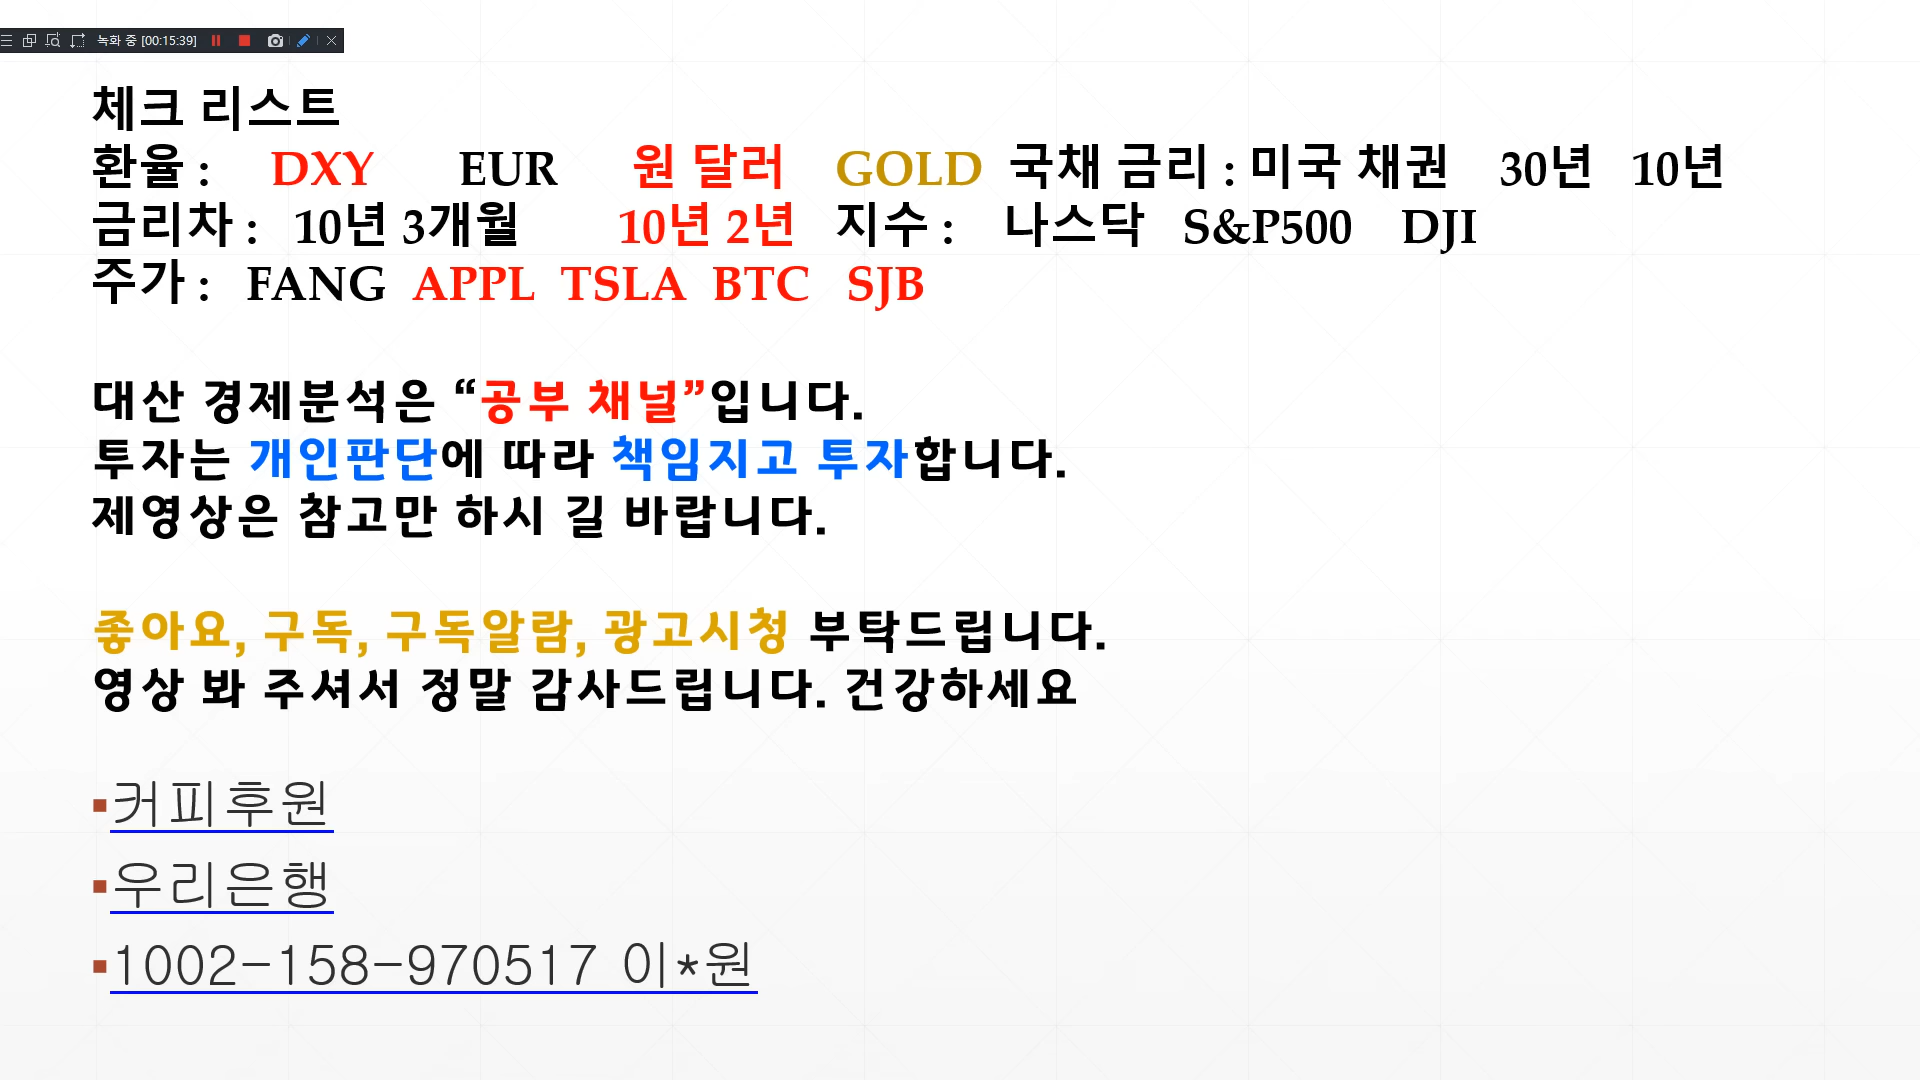 녹화 중 [00:15:39]
체크 리스트
환율 : DXY EUR 원 달러 GOLD 국채 금리 : 미국 채권 30년 10년
금리차 : 10년 3개월 10년 2년 지수 : 나스닥 S&P500 DJI
주가 : FANG APPL TSLA BTC SJB
대산 경제분석은 “공부 채널”입니다.
투자는 개인판단에 따라 책임지고 투자합니다.
제영상은 참고만 하시 길 바랍니다.
좋아요, 구독, 구독알람, 광고시청 부탁드립니다.
영상 봐 주셔서 정말 감사드립니다. 건강하세요
▪커피후원
▪우리은행
▪1002-158-970517 이*원